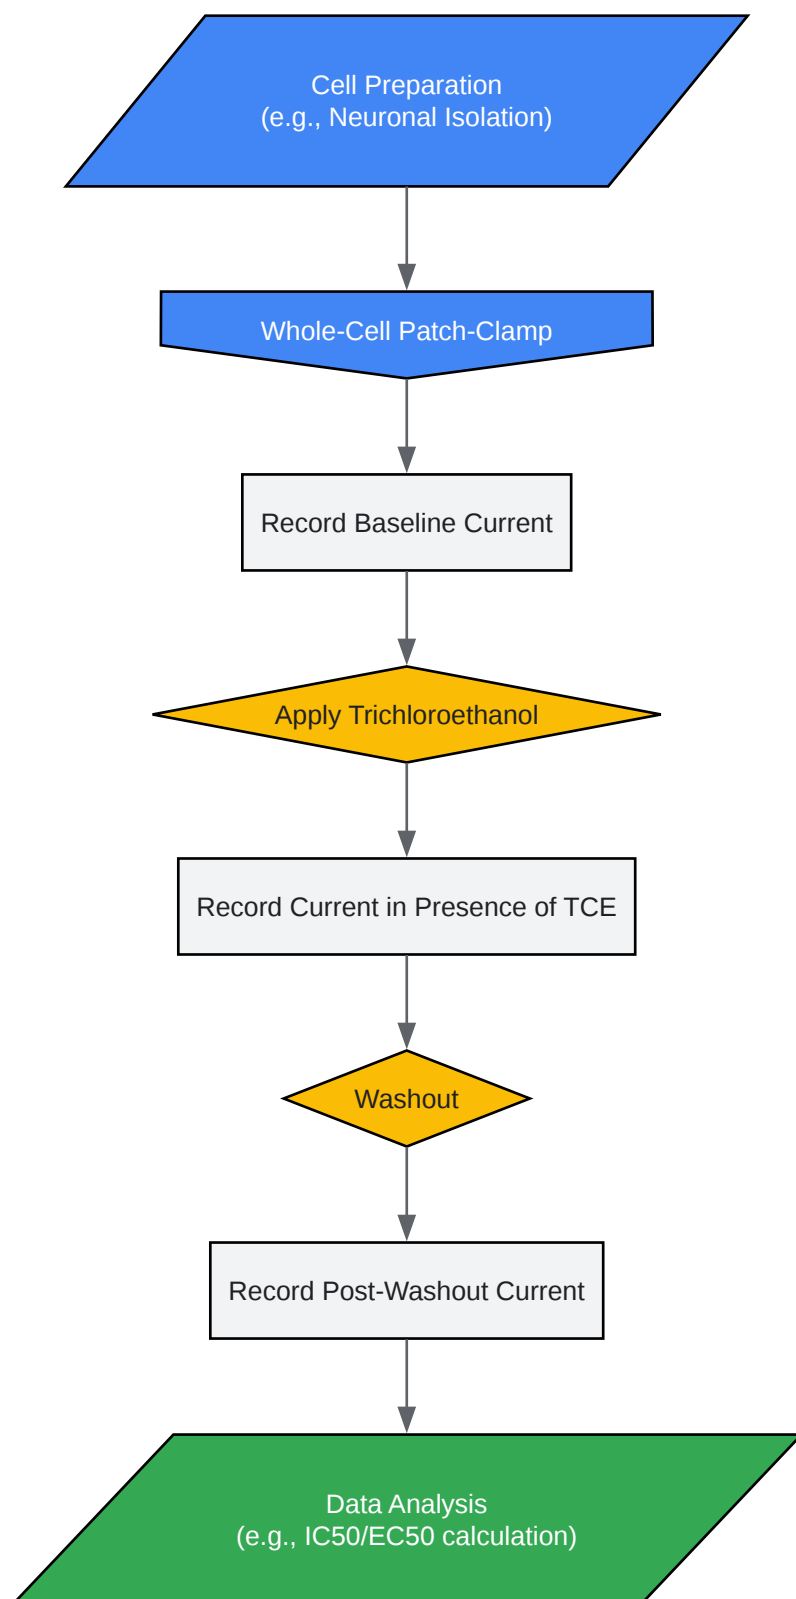 Cell Preparation
(e.g., Neuronal Isolation)
Whole-Cell Patch-Clamp
Record Baseline Current
Apply Trichloroethanol
Record Current in Presence of TCE
Washout
Record Post-Washout Current
Data Analysis
(e.g., IC50/EC50 calculation)